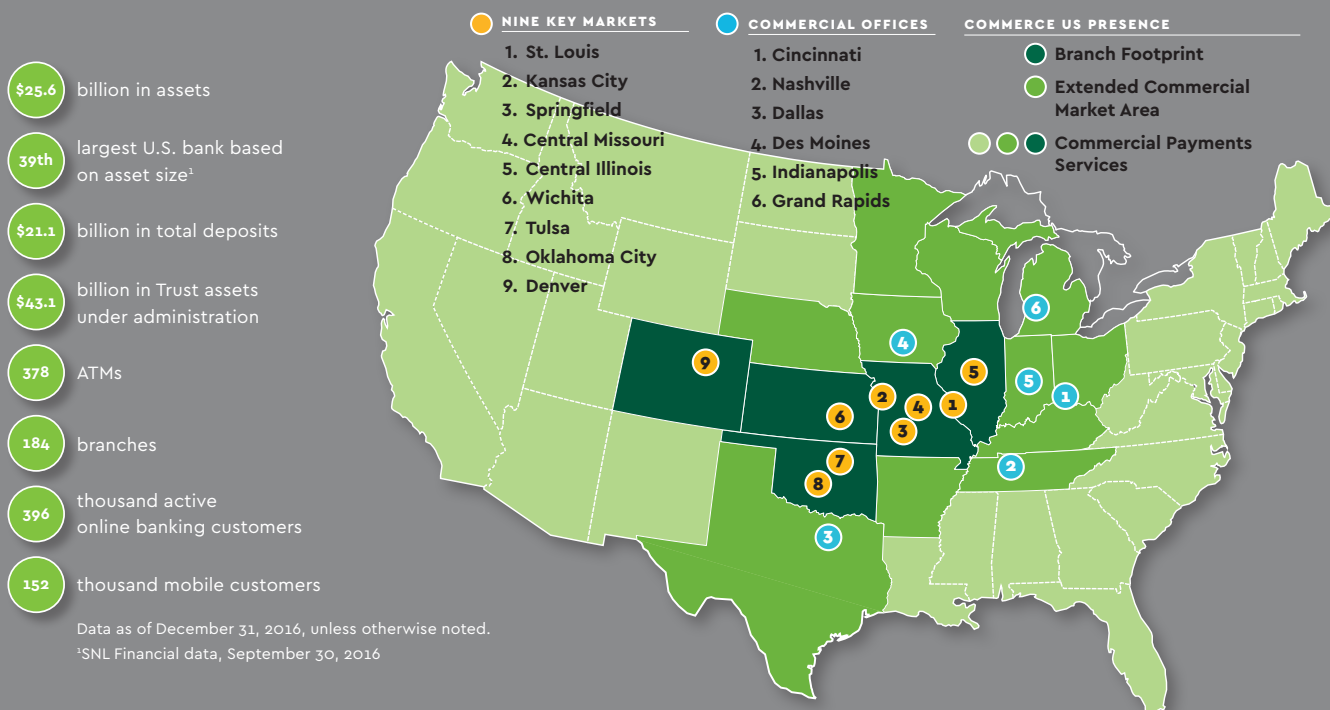 $25.6 billion in assets
39th largest U.S. bank based
on asset size¹
$21.1 billion in total deposits
$43.1 billion in Trust assets
under administration
378 ATMs
184 branches
396 thousand active
online banking customers
152 thousand mobile customers
Data as of December 31, 2016, unless otherwise noted.
¹SNL Financial data, September 30, 2016
NINE KEY MARKETS
1. St. Louis
2. Kansas City
3. Springfield
4. Central Missouri
5. Central Illinois
6. Wichita
7. Tulsa
8. Oklahoma City
9. Denver
COMMERCIAL OFFICES
1. Cincinnati
2. Nashville
3. Dallas
4. Des Moines
5. Indianapolis
6. Grand Rapids
COMMERCE US PRESENCE
Branch Footprint
Extended Commercial
Market Area
Commercial Payments
Services
6
4
9
5
5
2
4
1
1
6
3
7
2
8
3